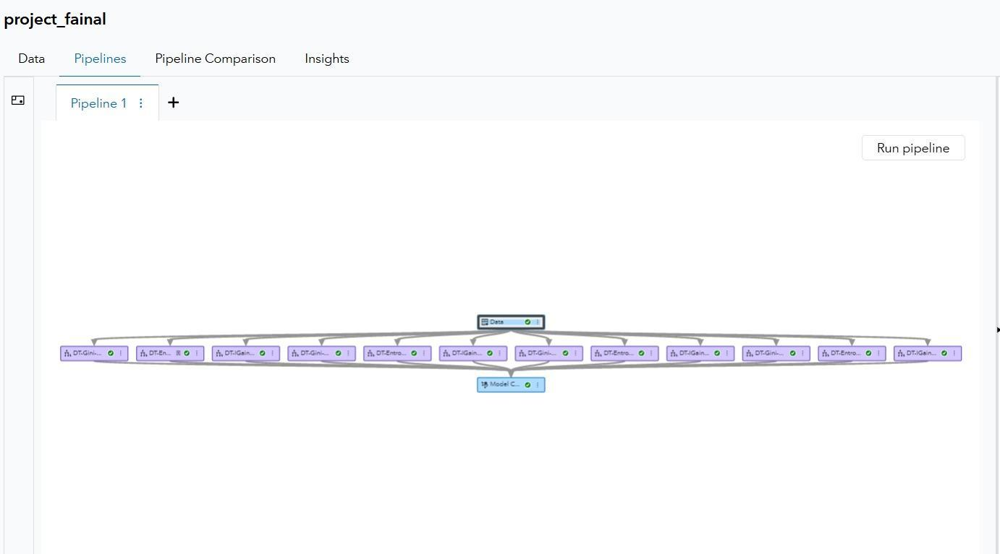 project_fainal
Data Pipelines Pipeline Comparison Insights
Pipeline 1
Run pipeline
Data
DT-Gini-... DT-En... DT-IGain... DT-Gini-... DT-Entro... DT-IGain... DT-Gini-... DT-Entro... DT-IGain... DT-Gini-... DT-Entro... DT-IGain...
Model C...